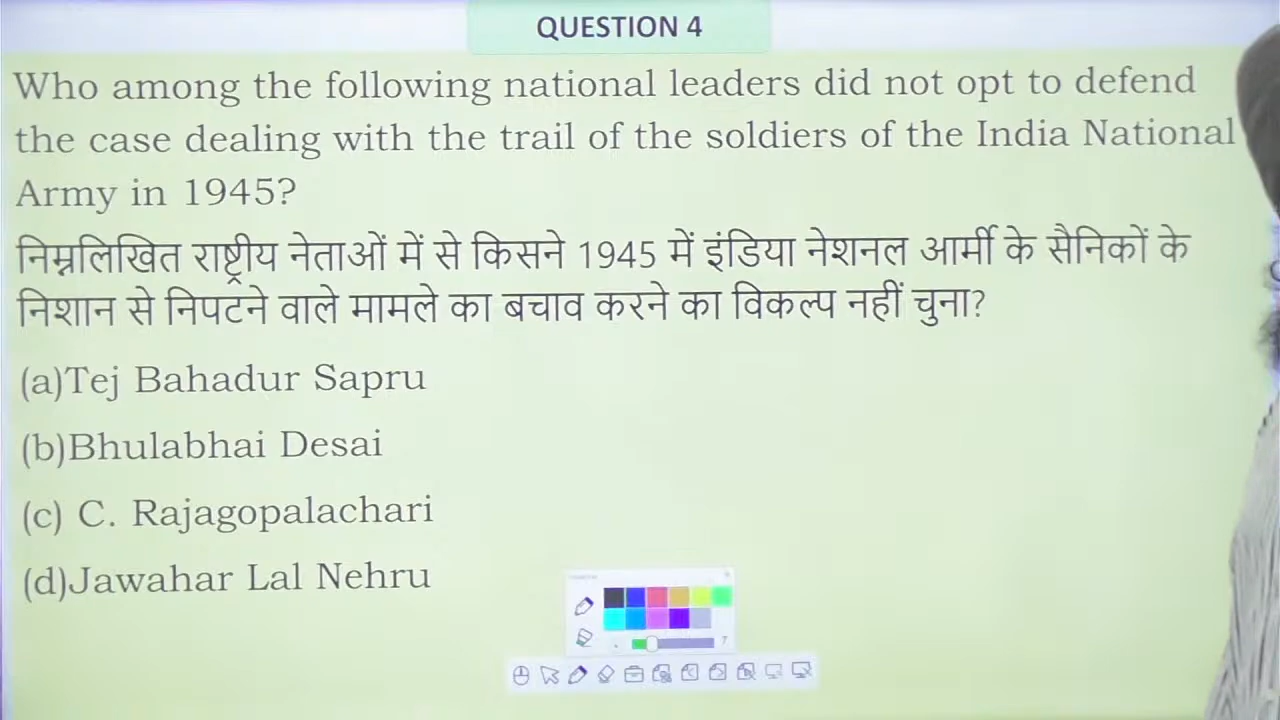 QUESTION 4
Who among the following national leaders did not opt to defend
the case dealing with the trail of the soldiers of the India National
Army in 1945?
निम्नलिखित राष्ट्रीय नेताओं में से किसने 1945 में इंडिया नेशनल आर्मी के सैनिकों के
निशान से निपटने वाले मामले का बचाव करने का विकल्प नहीं चुना?
(a)Tej Bahadur Sapru
(b)Bhulabhai Desai
(c) C. Rajagopalachari
(d)Jawahar Lal Nehru
7